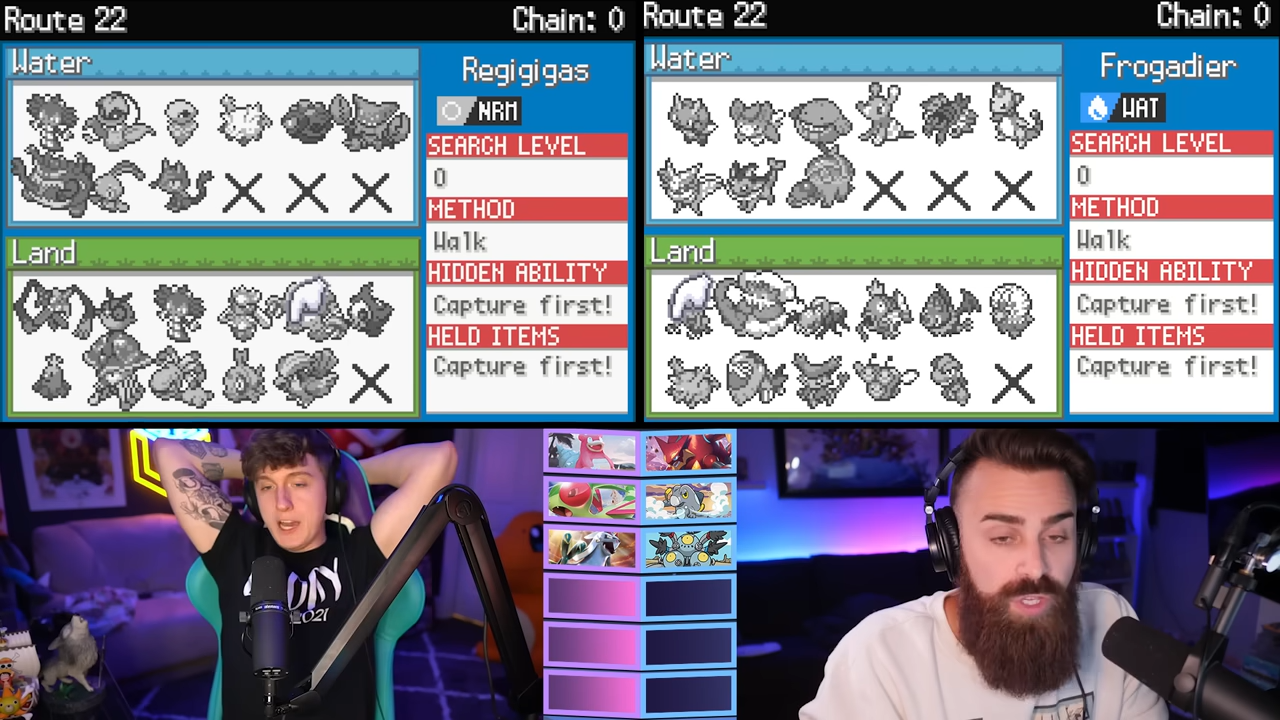 Route 22
Chain: 0
Water
Regigigas
NRM
SEARCH LEVEL
0
METHOD
Walk
HIDDEN ABILITY
Capture first!
HELD ITEMS
Capture first!
Land
Route 22
Chain: 0
Water
Frogadier
WAT
SEARCH LEVEL
0
METHOD
Walk
HIDDEN ABILITY
Capture first!
HELD ITEMS
Capture first!
Land
2021